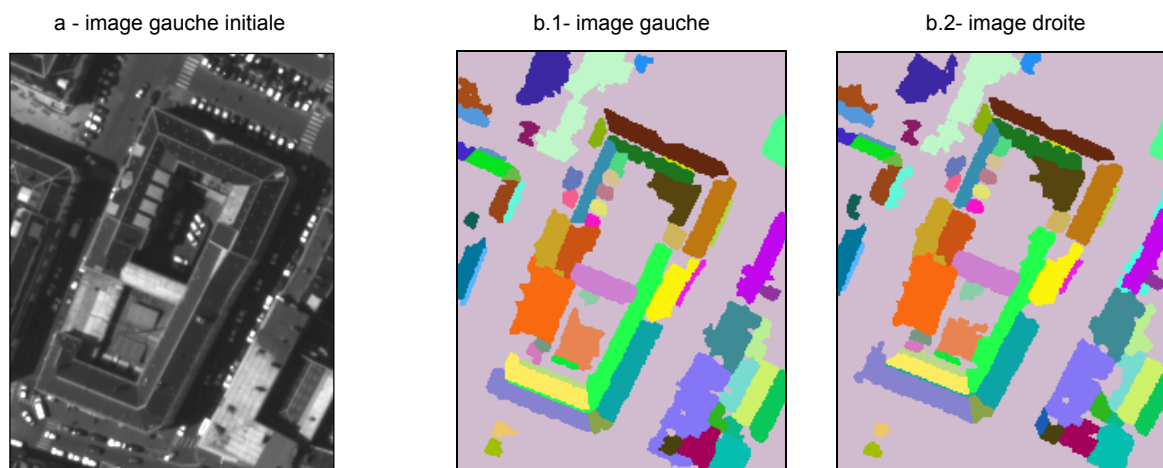 a - image gauche initiale
b.1- image gauche
b.2- image droite